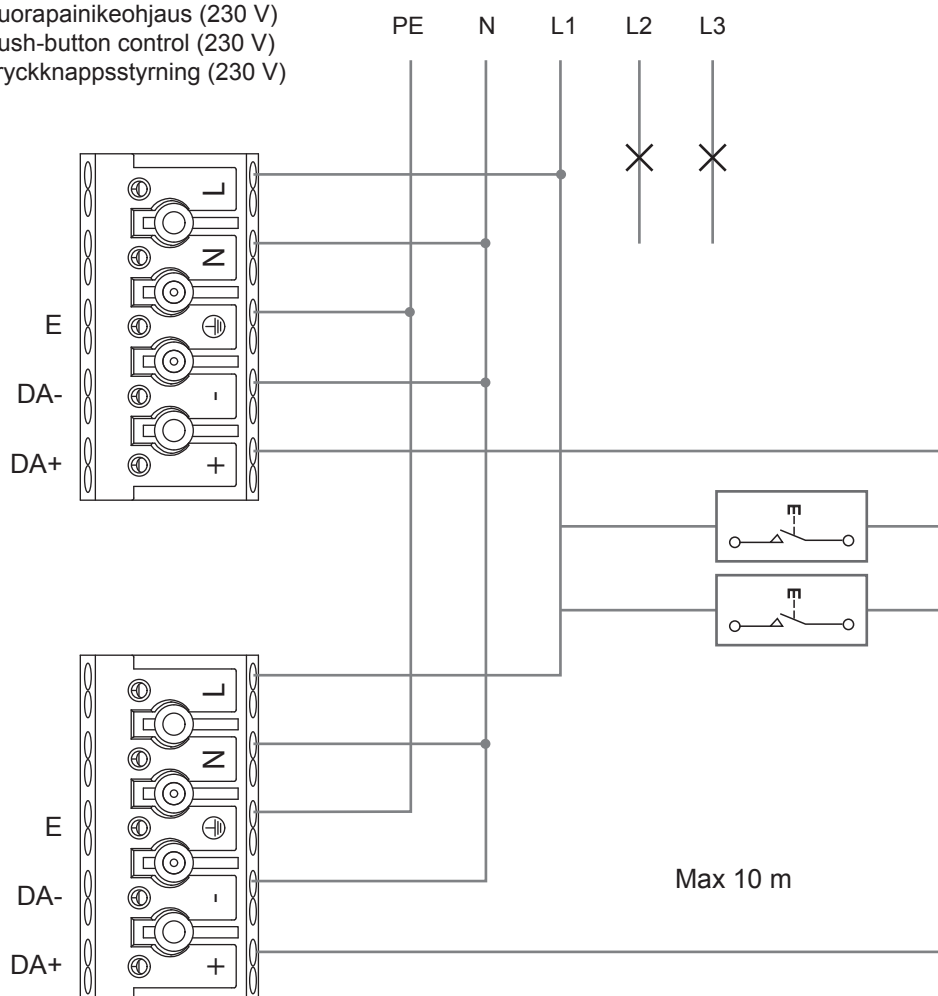 uorapainikeohjaus (230 V)
ush-button control (230 V)
ryckknappsstyrning (230 V)
PE N L1 L2 L3
L
N
E
DA- -
DA+ +
L
N
E
DA- -
DA+ +
Max 10 m